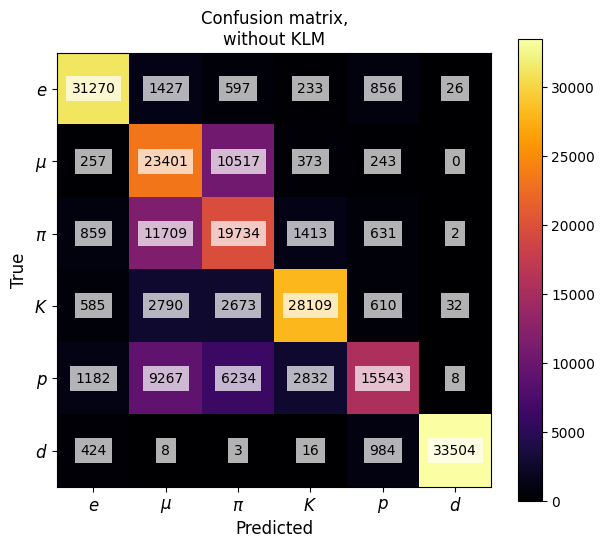 Confusion matrix,
without KLM
True
e 31270 1427 597 233 856 26
μ 257 23401 10517 373 243 0
π 859 11709 19734 1413 631 2
K 585 2790 2673 28109 610 32
p 1182 9267 6234 2832 15543 8
d 424 8 3 16 984 33504
e μ π K p d
Predicted
30000
25000
20000
15000
10000
5000
0